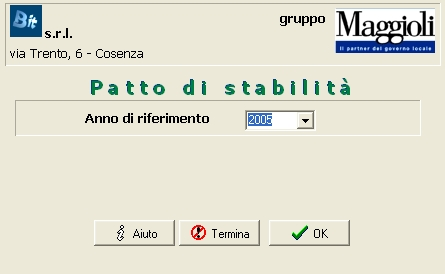 Bit s.r.l.
gruppo
Maggioli
Il partner del governo locale
via Trento, 6 - Cosenza
Patto di stabilità
Anno di riferimento 2005
Aiuto Termina OK